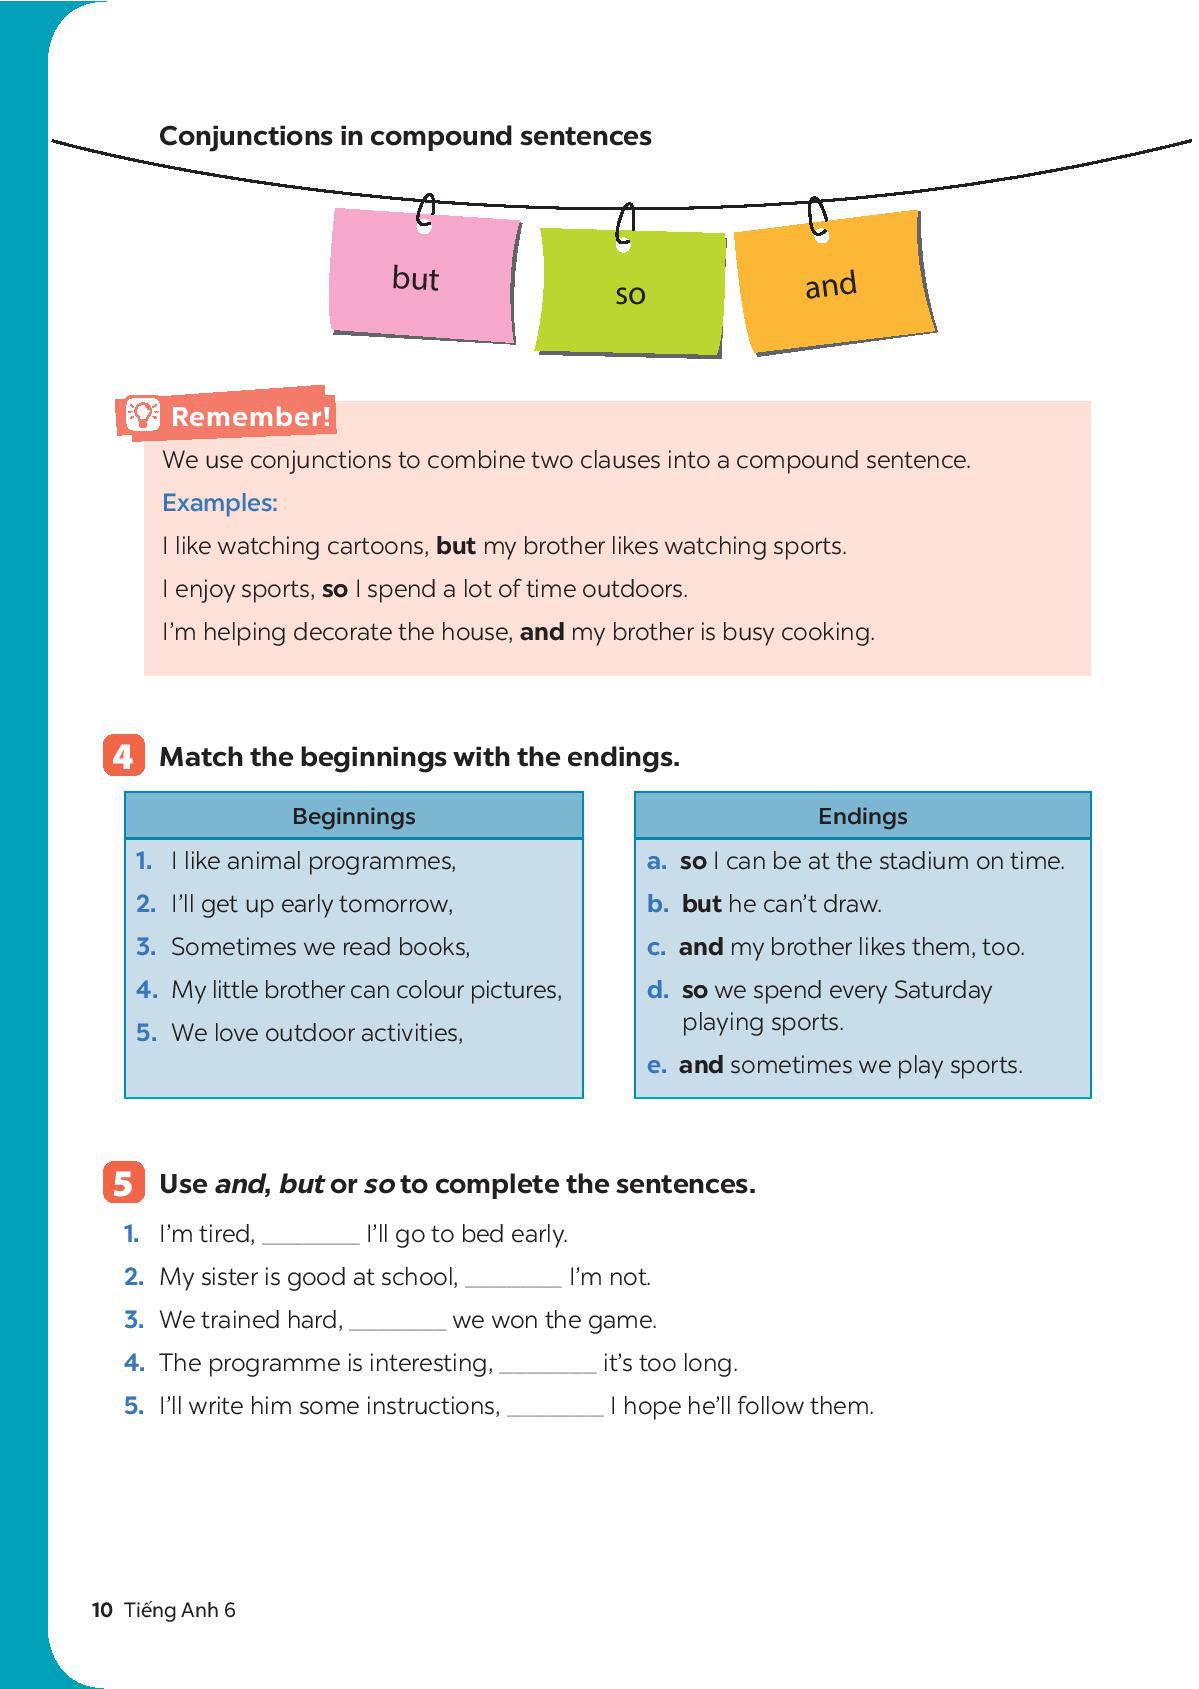 Conjunctions in compound sentences
but
so
and
Remember!
We use conjunctions to combine two clauses into a compound sentence.
Examples:
I like watching cartoons, but my brother likes watching sports.
I enjoy sports, so I spend a lot of time outdoors.
I'm helping decorate the house, and my brother is busy cooking.
4 Match the beginnings with the endings.
Beginnings
1. I like animal programmes,
2. I'll get up early tomorrow,
3. Sometimes we read books,
4. My little brother can colour pictures,
5. We love outdoor activities,
Endings
a. so I can be at the stadium on time.
b. but he can't draw.
c. and my brother likes them, too.
d. so we spend every Saturday
playing sports.
e. and sometimes we play sports.
5 Use and, but or so to complete the sentences.
1. I'm tired, ________ I'll go to bed early.
2. My sister is good at school, ________ I'm not.
3. We trained hard, ________ we won the game.
4. The programme is interesting, ________ it's too long.
5. I'll write him some instructions, ________ I hope he'll follow them.
10 Tiếng Anh 6